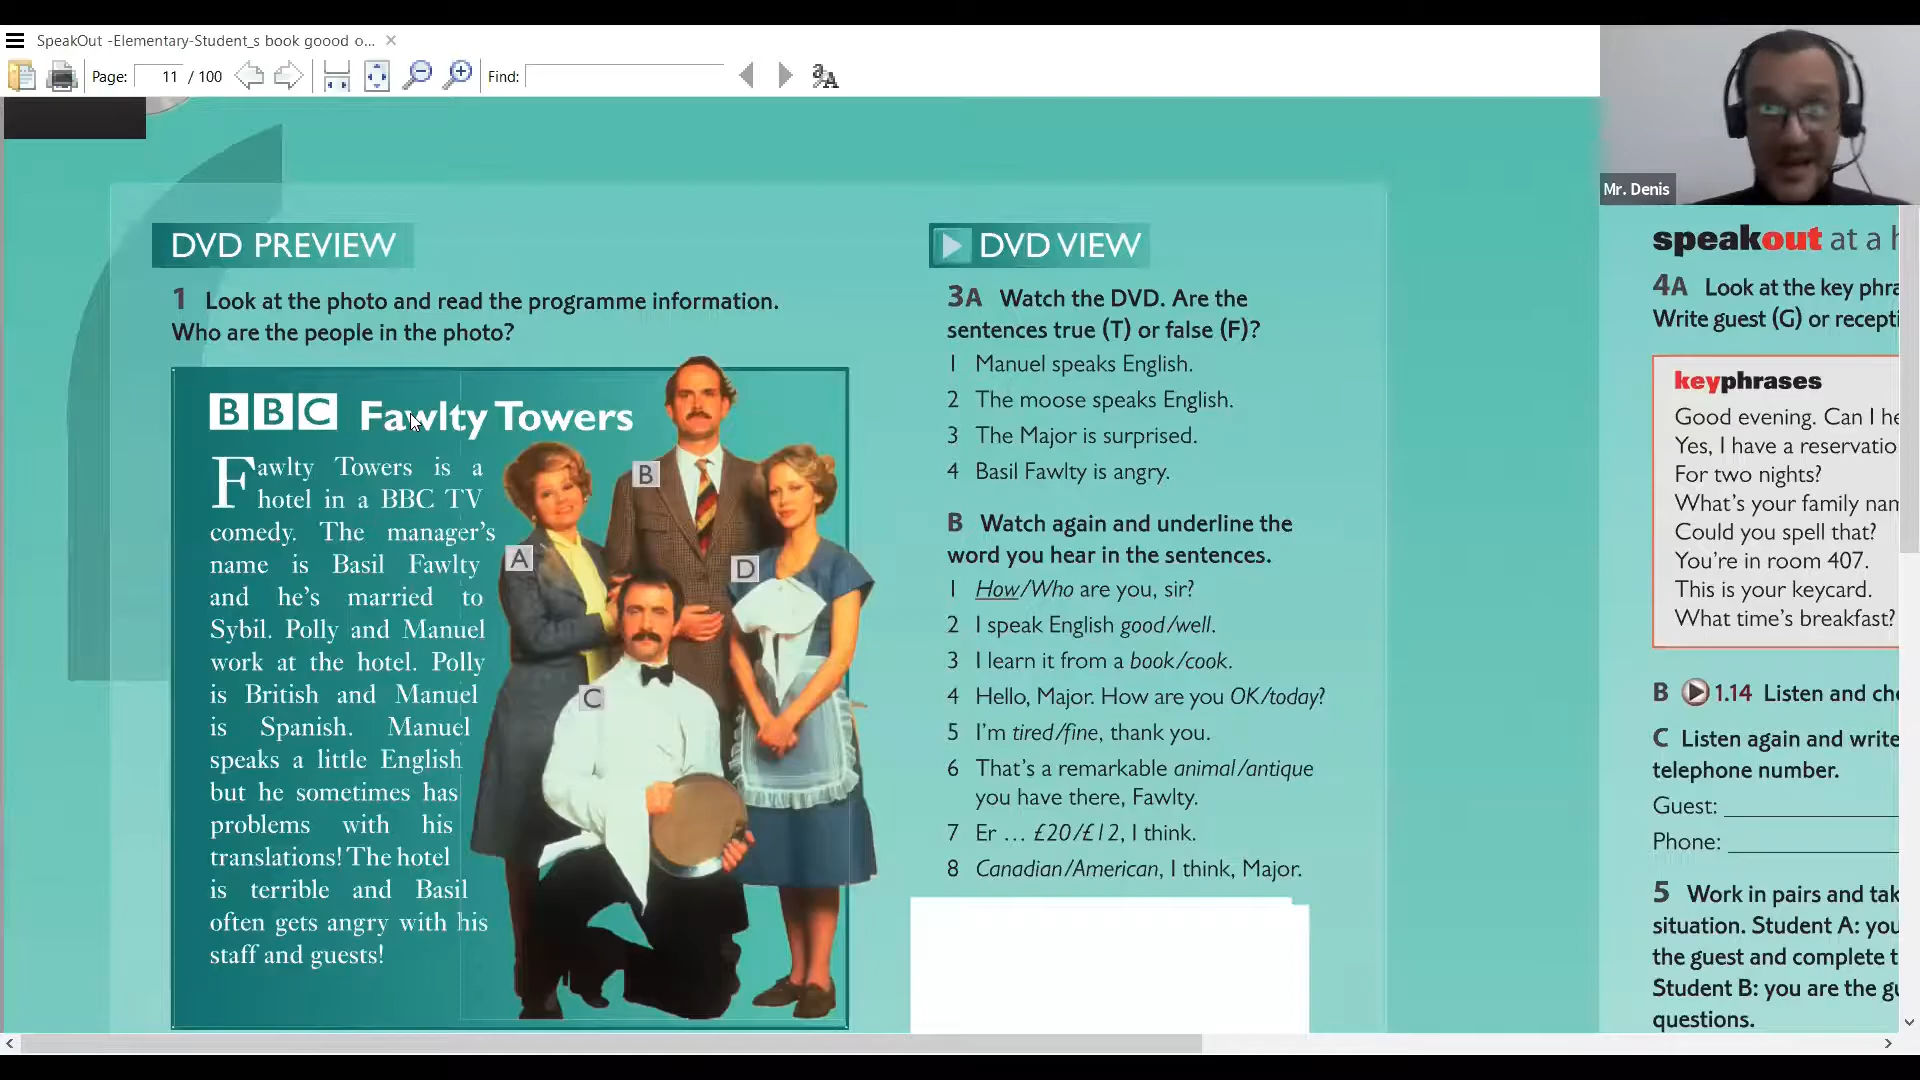 SpeakOut -Elementary-Student_s book goood o...
Page: 11 / 100
Find:
Mr. Denis
DVD PREVIEW
1 Look at the photo and read the programme information.
Who are the people in the photo?
BBC Fawlty Towers
Fawlty Towers is a
hotel in a BBC TV
comedy. The manager's
name is Basil Fawlty
and he's married to
Sybil. Polly and Manuel
work at the hotel. Polly
is British and Manuel
is Spanish. Manuel
speaks a little English
but he sometimes has
problems with his
translations! The hotel
is terrible and Basil
often gets angry with his
staff and guests!
A
B
C
D
DVD VIEW
3A Watch the DVD. Are the
sentences true (T) or false (F)?
1 Manuel speaks English.
2 The moose speaks English.
3 The Major is surprised.
4 Basil Fawlty is angry.
B Watch again and underline the
word you hear in the sentences.
1 How/Who are you, sir?
2 I speak English good/well.
3 I learn it from a book/cook.
4 Hello, Major. How are you OK/today?
5 I'm tired/fine, thank you.
6 That's a remarkable animal/antique
you have there, Fawlty.
7 Er … £20/£12, I think.
8 Canadian/American, I think, Major.
speakout at a h
4A Look at the key phra
Write guest (G) or recepti
keyphrases
Good evening. Can I he
Yes, I have a reservatio
For two nights?
What's your family nam
Could you spell that?
You're in room 407.
This is your keycard.
What time's breakfast?
B 1.14 Listen and che
C Listen again and write
telephone number.
Guest:
Phone:
5 Work in pairs and tak
situation. Student A: you
the guest and complete t
Student B: you are the gu
questions.